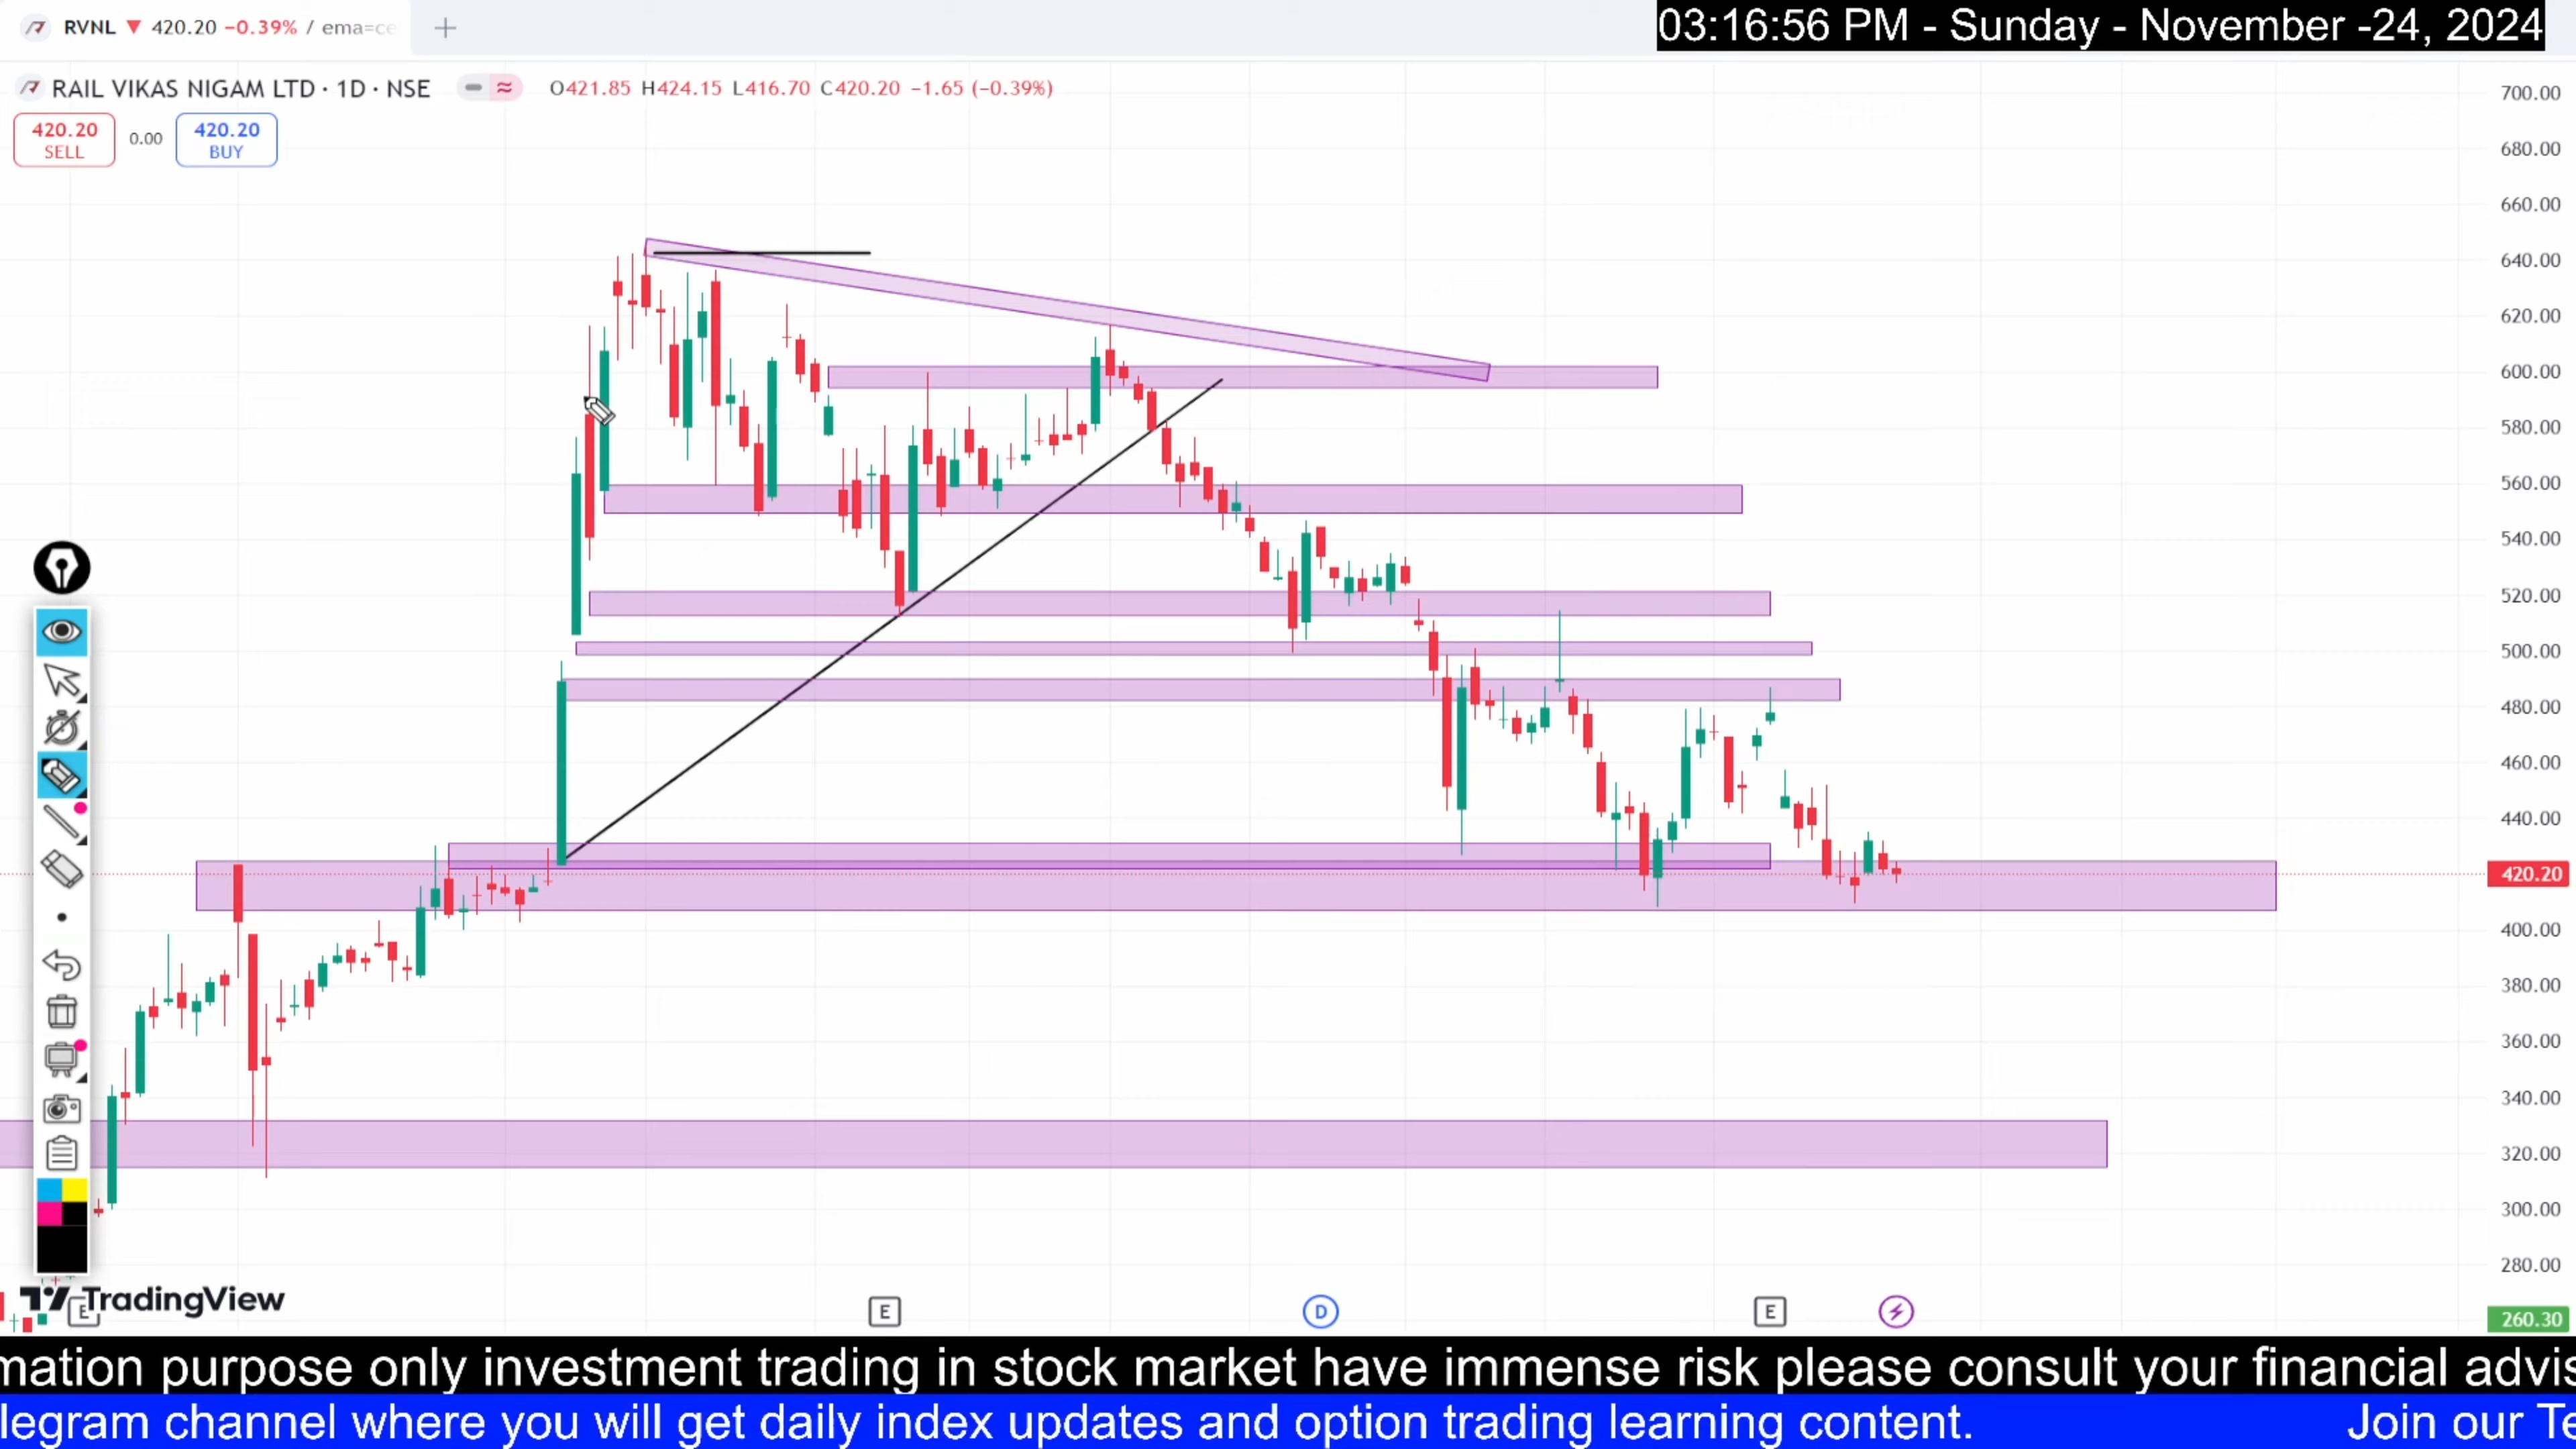 RVNL ▼ 420.20 −0.39% / ema=ce
03:16:56 PM - Sunday - November -24, 2024
RAIL VIKAS NIGAM LTD · 1D · NSE O421.85 H424.15 L416.70 C420.20 −1.65 (−0.39%)
420.20 0.00 420.20
SELL BUY
700.00
680.00
660.00
640.00
620.00
600.00
580.00
560.00
540.00
520.00
500.00
480.00
460.00
440.00
420.20
400.00
380.00
360.00
340.00
320.00
300.00
280.00
260.30
TradingView
E E D E
mation purpose only investment trading in stock market have immense risk please consult your financial advis
legram channel where you will get daily index updates and option trading learning content. Join our Te